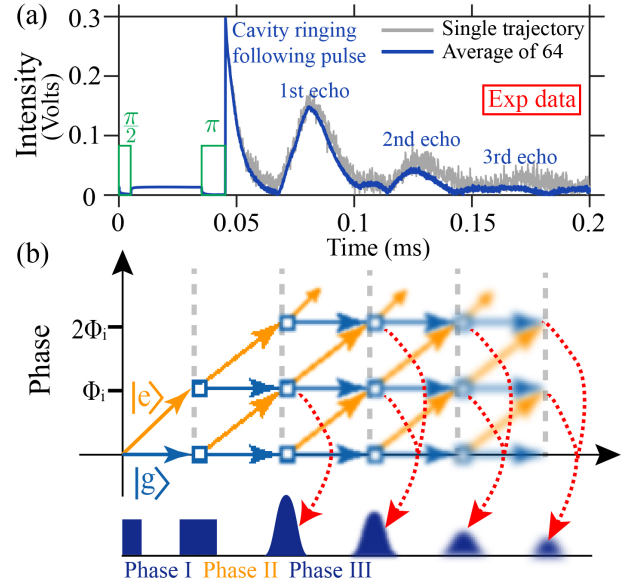 (a)
Intensity
(Volts)
0.3
0.2
0.1
0
Cavity ringing
following pulse
Single trajectory
Average of 64
Exp data
1st echo
2nd echo
3rd echo
π/2
π
0
0.05
0.1
0.15
0.2
Time (ms)
(b)
Phase
2Φᵢ
Φᵢ
|e>
|g>
Phase I Phase II Phase III